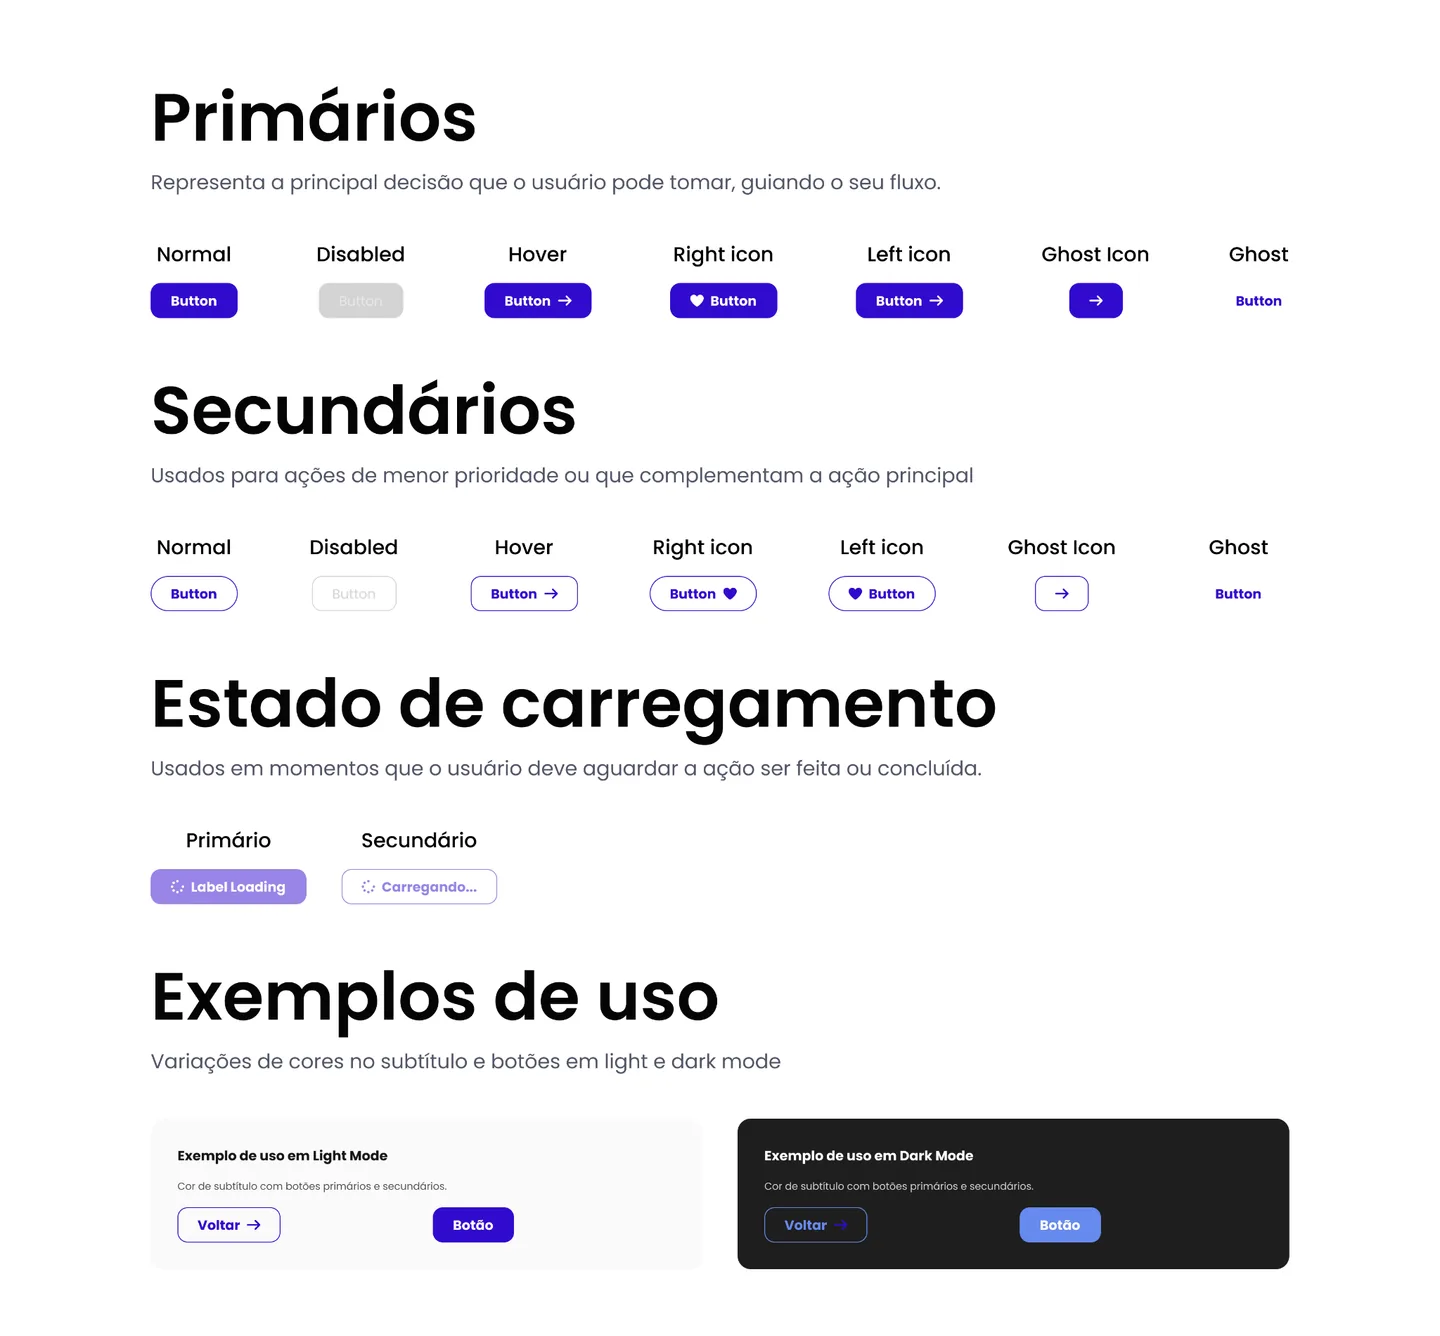 Primários
Representa a principal decisão que o usuário pode tomar, guiando o seu fluxo.
Normal Disabled Hover Right icon Left icon Ghost Icon Ghost
Button Button Button Button Button Button
Secundários
Usados para ações de menor prioridade ou que complementam a ação principal
Normal Disabled Hover Right icon Left icon Ghost Icon Ghost
Button Button Button Button Button Button
Estado de carregamento
Usados em momentos que o usuário deve aguardar a ação ser feita ou concluída.
Primário Secundário
Label Loading Carregando...
Exemplos de uso
Variações de cores no subtítulo e botões em light e dark mode
Exemplo de uso em Light Mode
Cor de subtítulo com botões primários e secundários.
Voltar Botão
Exemplo de uso em Dark Mode
Cor de subtítulo com botões primários e secundários.
Voltar Botão